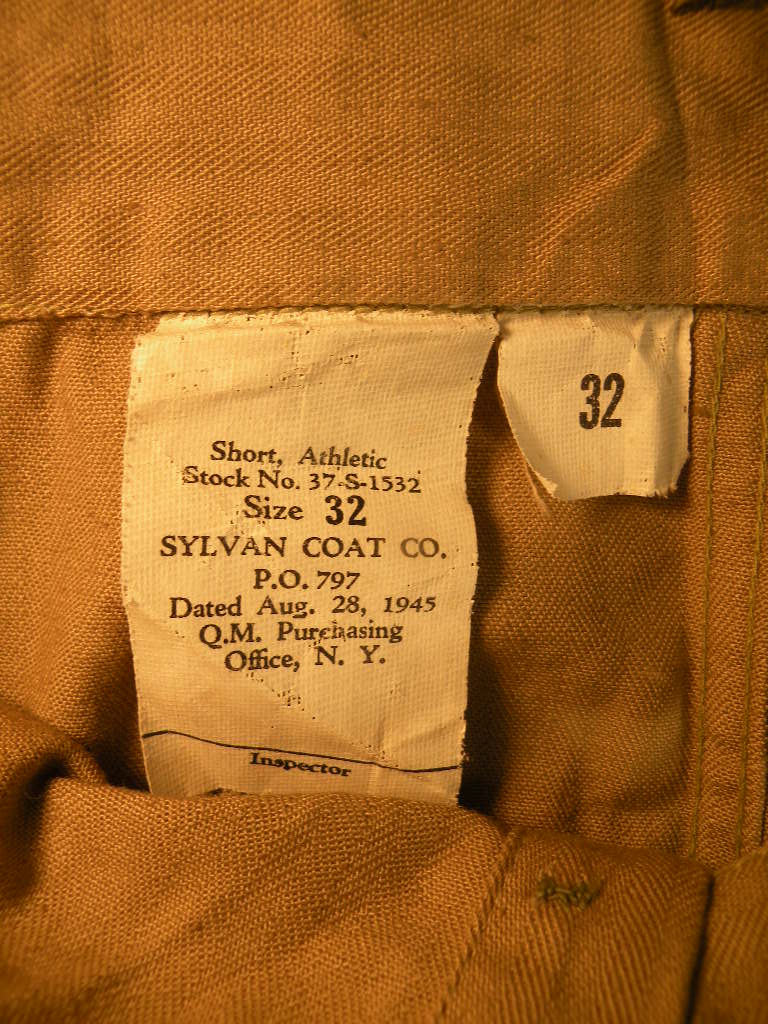 Short, Athletic
Stock No. 37-S-1532
Size 32
SYLVAN COAT CO.
P.O. 797
Dated Aug. 28, 1945
Q.M. Purchasing
Office, N. Y.
Inspector
32